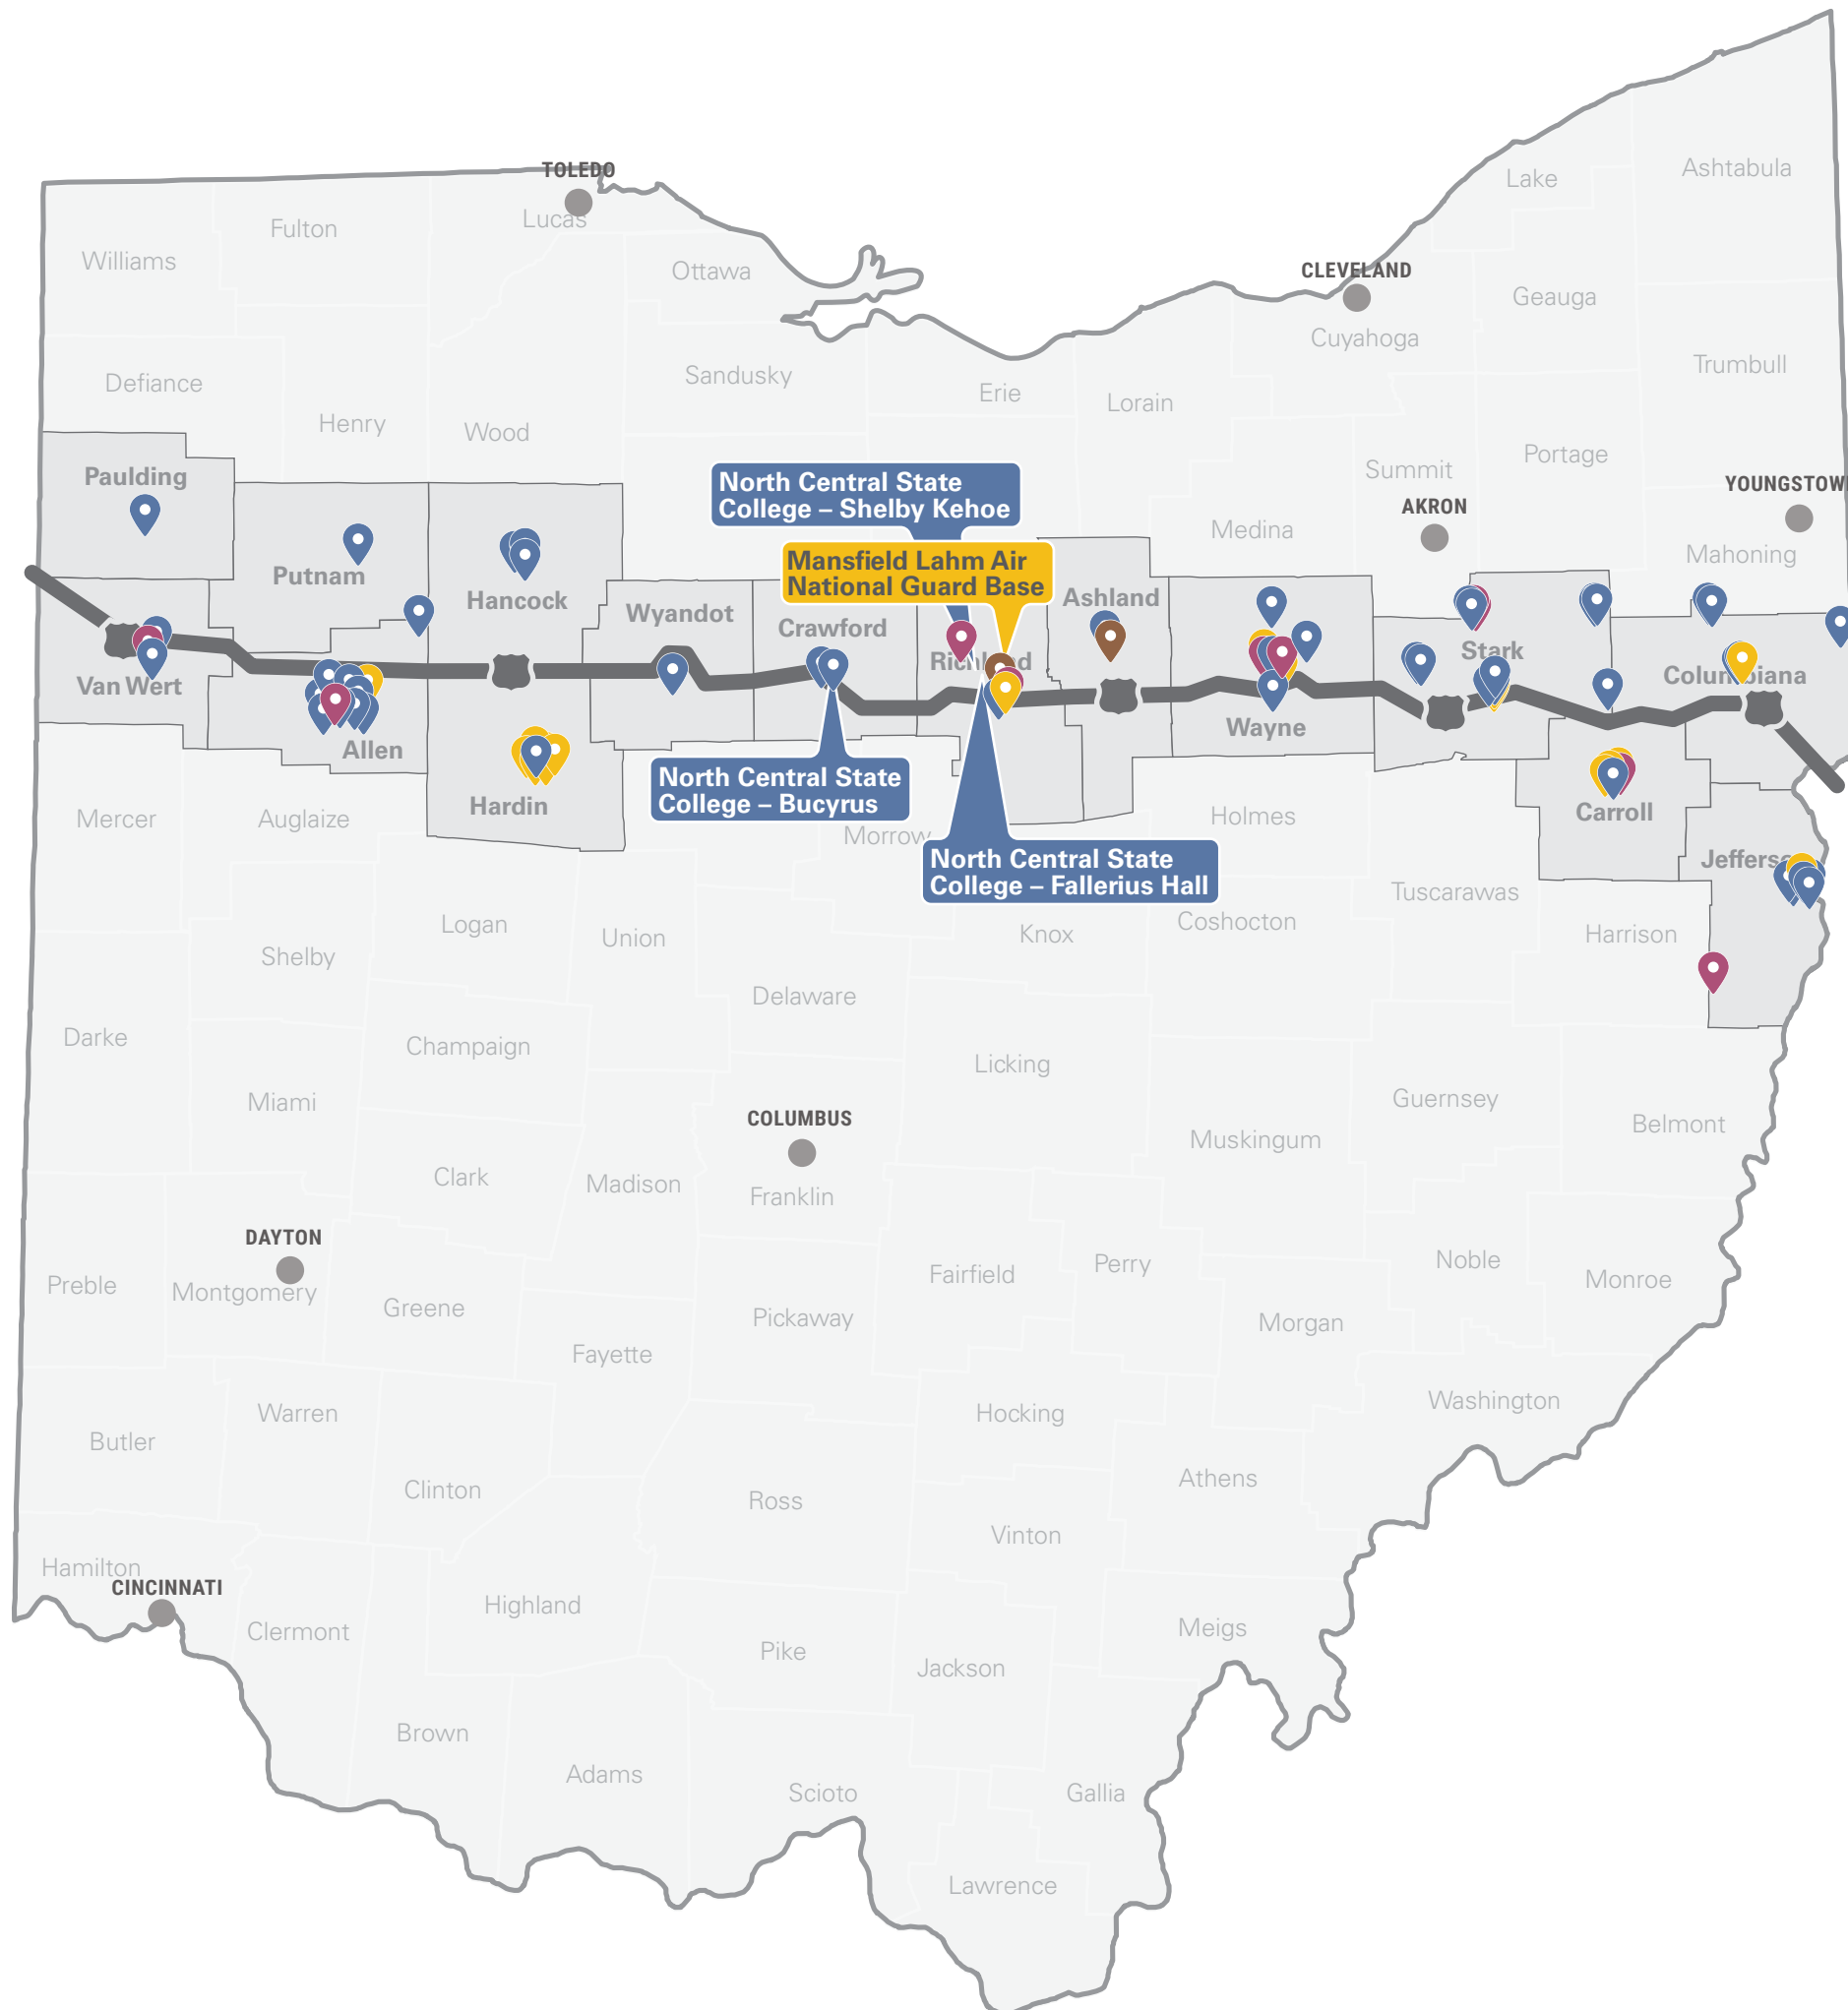 TOLEDO
Lake
Ashtabula
Fulton
Lucas
Williams
Ottawa
CLEVELAND
Geauga
Cuyahoga
Trumbull
Defiance
Sandusky
Erie
Lorain
Henry
Wood
Portage
Summit
Paulding
North Central State
College – Shelby Kehoe
YOUNGSTOW
AKRON
Medina
Mahoning
Mansfield Lahm Air
National Guard Base
Putnam
Hancock
Wyandot
Crawford
Ashland
Stark
Van Wert
Columbiana
Wayne
Allen
Hardin
North Central State
College – Bucyrus
Carroll
Mercer
Auglaize
Morrow
Holmes
North Central State
College – Fallerius Hall
Jefferso
Tuscarawas
Logan
Union
Knox
Coshocton
Harrison
Shelby
Delaware
Darke
Champaign
Licking
Miami
Guernsey
COLUMBUS
Muskingum
Belmont
Clark
Madison
Franklin
DAYTON
Preble
Montgomery
Greene
Fairfield
Perry
Noble
Monroe
Pickaway
Morgan
Fayette
Washington
Warren
Hocking
Butler
Clinton
Ross
Athens
Vinton
Hamilton
CINCINNATI
Highland
Clermont
Meigs
Pike
Jackson
Brown
Adams
Scioto
Gallia
Lawrence